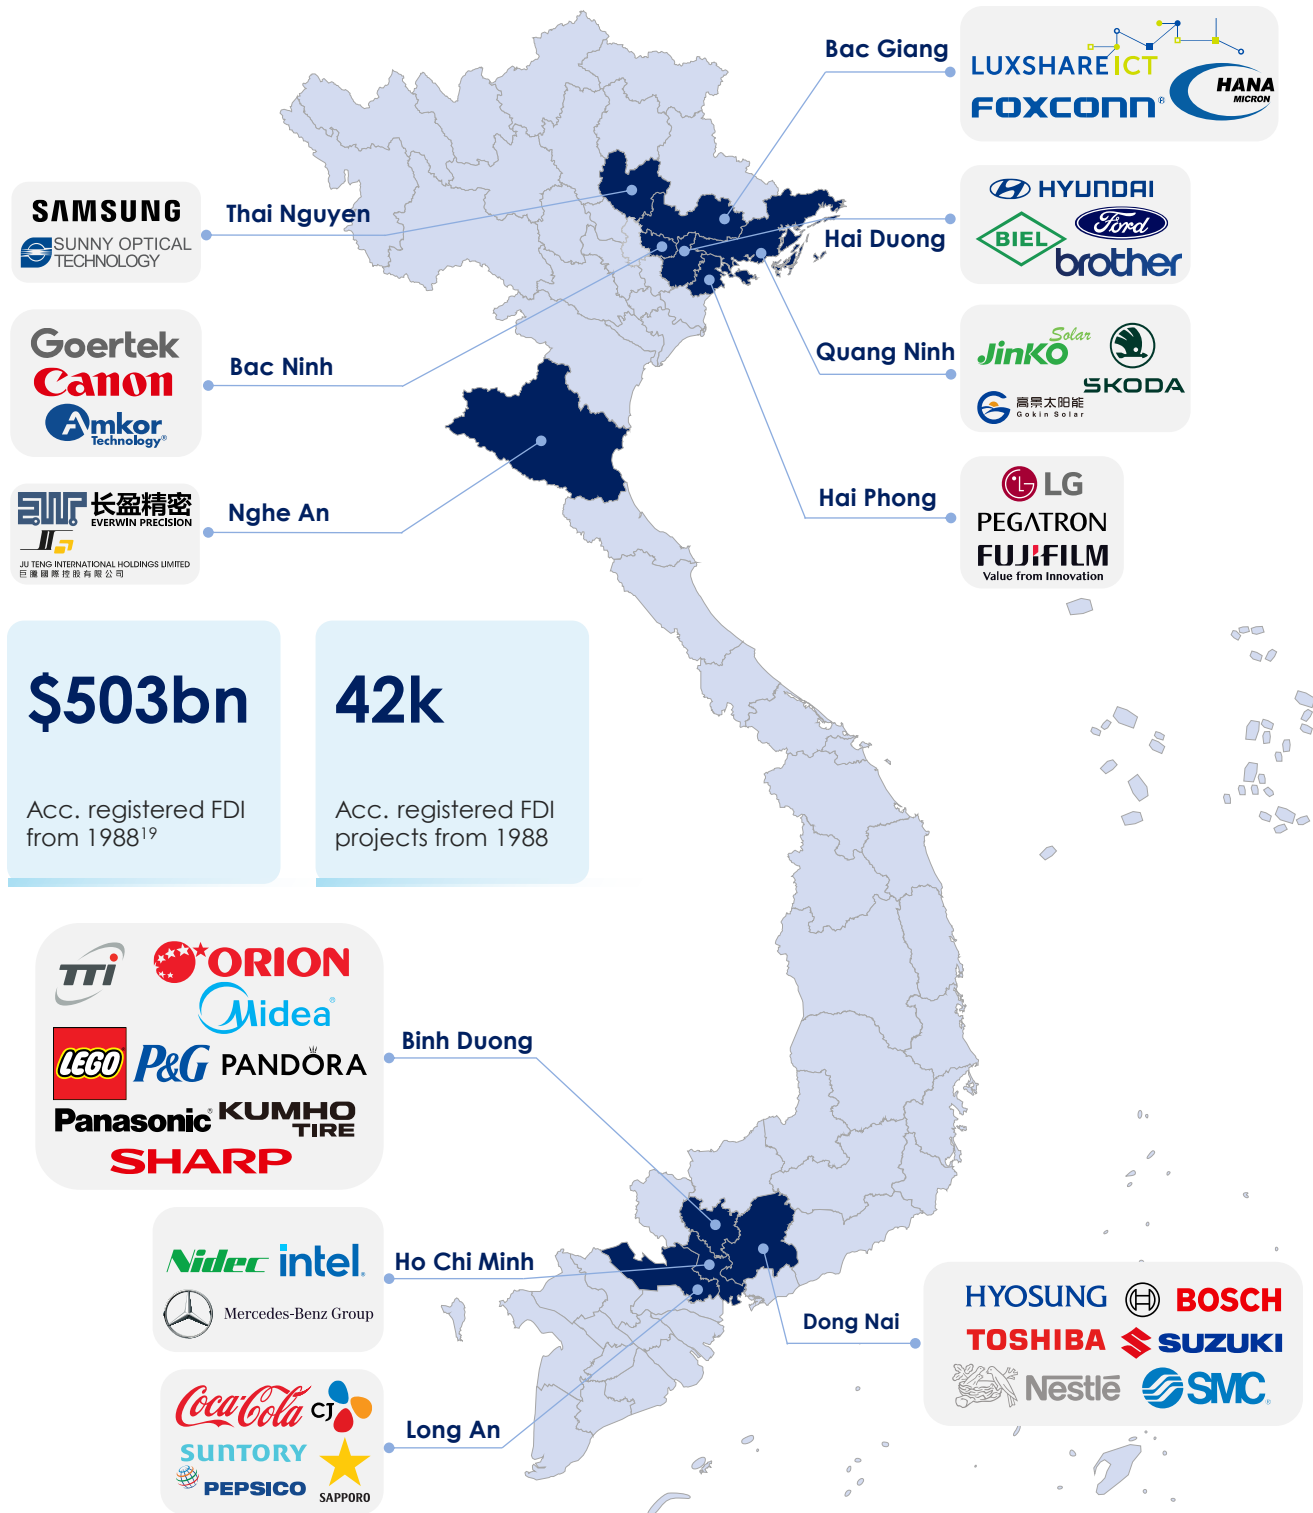 Bac Giang
LUXSHARE ICT
FOXCONN®
HANA
MICRON
SAMSUNG
SUNNY OPTICAL
TECHNOLOGY
Thai Nguyen
HYUNDAI
BIEL
Ford
brother
Hai Duong
Goertek
Canon
Amkor
Technology®
Bac Ninh
Quang Ninh
JinKO Solar
SKODA
高景太阳能
Gokin Solar
长盈精密
EVERWIN PRECISION
JU TENG INTERNATIONAL HOLDINGS LIMITED
巨騰國際控股有限公司
Nghe An
Hai Phong
LG
PEGATRON
FUJIFILM
Value from Innovation
$503bn
Acc. registered FDI
from 1988¹⁹
42k
Acc. registered FDI
projects from 1988
TTi
ORION
Midea®
LEGO
P&G
PANDORA
Panasonic®
KUMHO
TIRE
SHARP
Binh Duong
Nidec
intel.
Mercedes-Benz Group
Ho Chi Minh
Dong Nai
HYOSUNG
BOSCH
TOSHIBA
SUZUKI
Nestlé
SMC®
Coca-Cola
CJ
SUNTORY
PEPSICO
SAPPORO
Long An